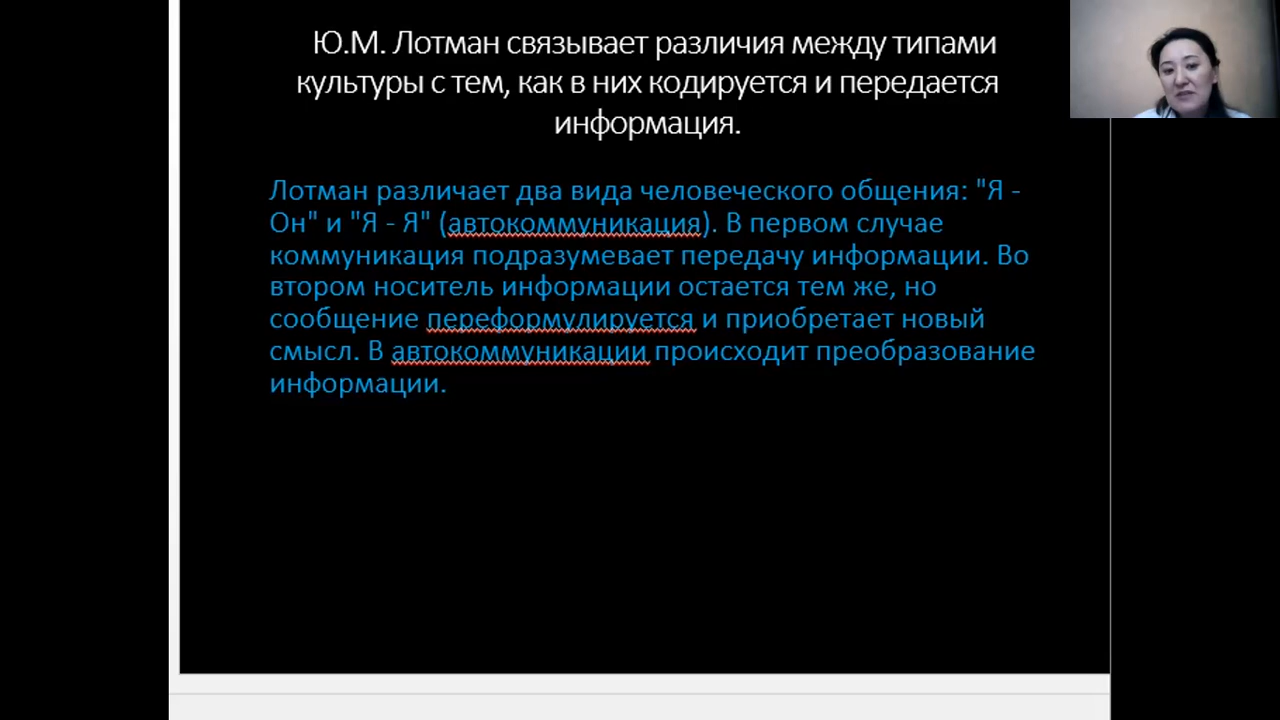 Ю.М. Лотман связывает различия между типами
культуры с тем, как в них кодируется и передается
информация.
Лотман различает два вида человеческого общения: "Я -
Он" и "Я - Я" (автокоммуникация). В первом случае
коммуникация подразумевает передачу информации. Во
втором носитель информации остается тем же, но
сообщение переформулируется и приобретает новый
смысл. В автокоммуникации происходит преобразование
информации.